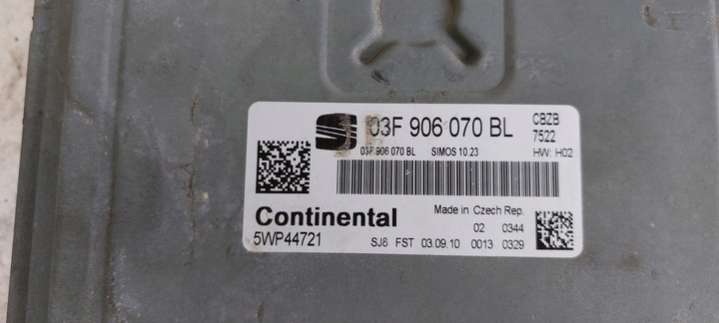 03F 906 070 BL CBZB
7522
03F 906 070 BL SIMOS 10.23 HW: H02
Continental Made in Czech Rep.
02 0344
5WP44721 SJ6 FST 03.09.10 0013 0329